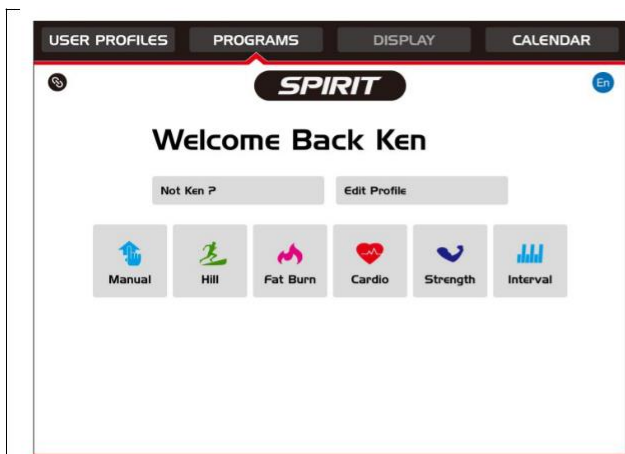 USER PROFILES PROGRAMS DISPLAY CALENDAR
SPIRIT En
Welcome Back Ken
Not Ken ? Edit Profile
Manual Hill Fat Burn Cardio Strength Interval